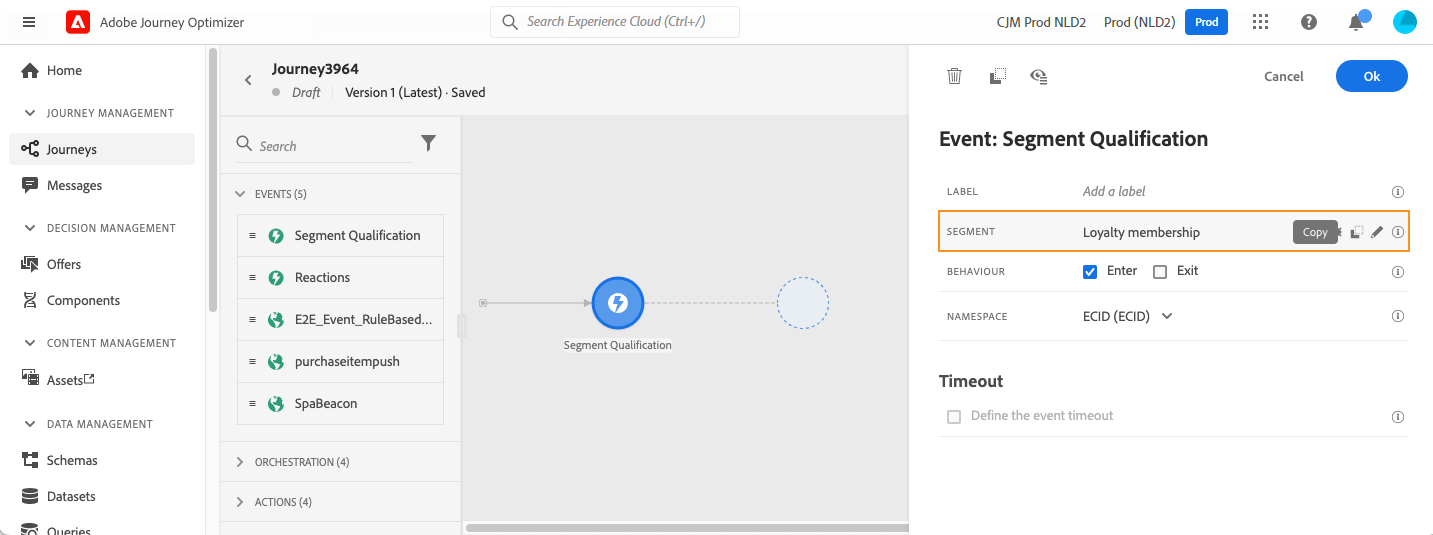 Adobe Journey Optimizer
Search Experience Cloud (Ctrl+/)
CJM Prod NLD2
Prod (NLD2)
Prod
Home
JOURNEY MANAGEMENT
Journeys
Messages
DECISION MANAGEMENT
Offers
Components
CONTENT MANAGEMENT
Assets
DATA MANAGEMENT
Schemas
Datasets
Queries
Journey3964
Draft
Version 1 (Latest) · Saved
Search
EVENTS (5)
Segment Qualification
Reactions
E2E_Event_RuleBased...
purchaseitempush
SpaBeacon
ORCHESTRATION (4)
ACTIONS (4)
Segment Qualification
Cancel
Ok
Event: Segment Qualification
LABEL
Add a label
SEGMENT
Loyalty membership
Copy
BEHAVIOUR
Enter
Exit
NAMESPACE
ECID (ECID)
Timeout
Define the event timeout